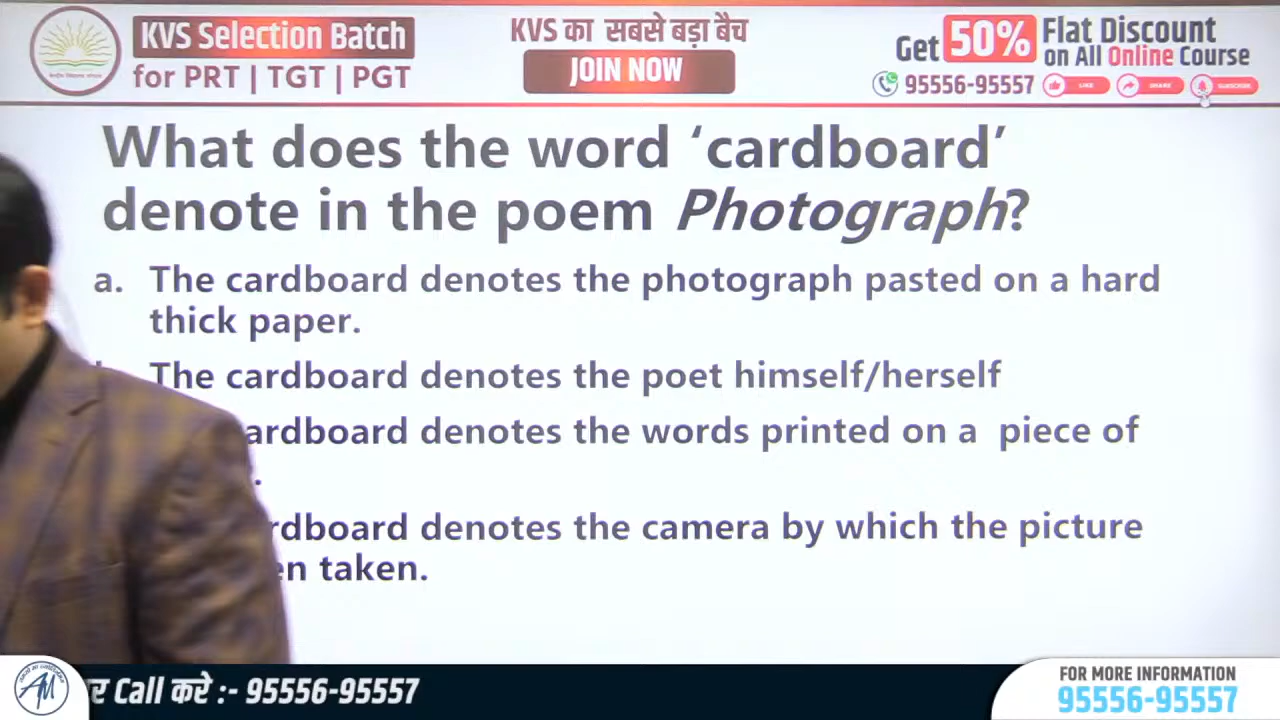 KVS Selection Batch
for PRT | TGT | PGT
KVS का सबसे बड़ा बैच
JOIN NOW
Get 50% Flat Discount
on All Online Course
95556-95557 LIKE SHARE SUBSCRIBE
What does the word ‘cardboard’
denote in the poem Photograph?
a. The cardboard denotes the photograph pasted on a hard
thick paper.
The cardboard denotes the poet himself/herself
ardboard denotes the words printed on a piece of
.
rdboard denotes the camera by which the picture
en taken.
र Call करे :- 95556-95557
AM
FOR MORE INFORMATION
95556-95557